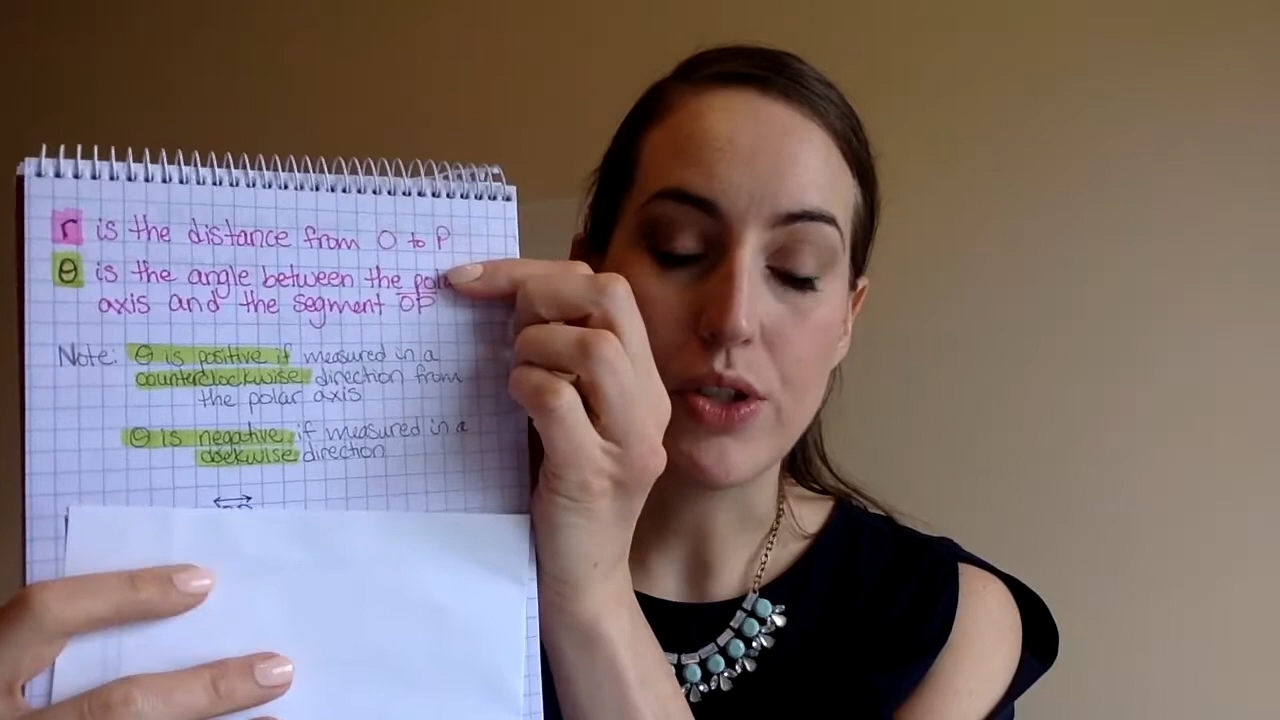 r is the distance from O to P
θ is the angle between the
axis and the segment OP
Note: θ is positive if measured in a
counterclockwise direction from
the polar axis
θ is negative if measured in a
clockwise direction